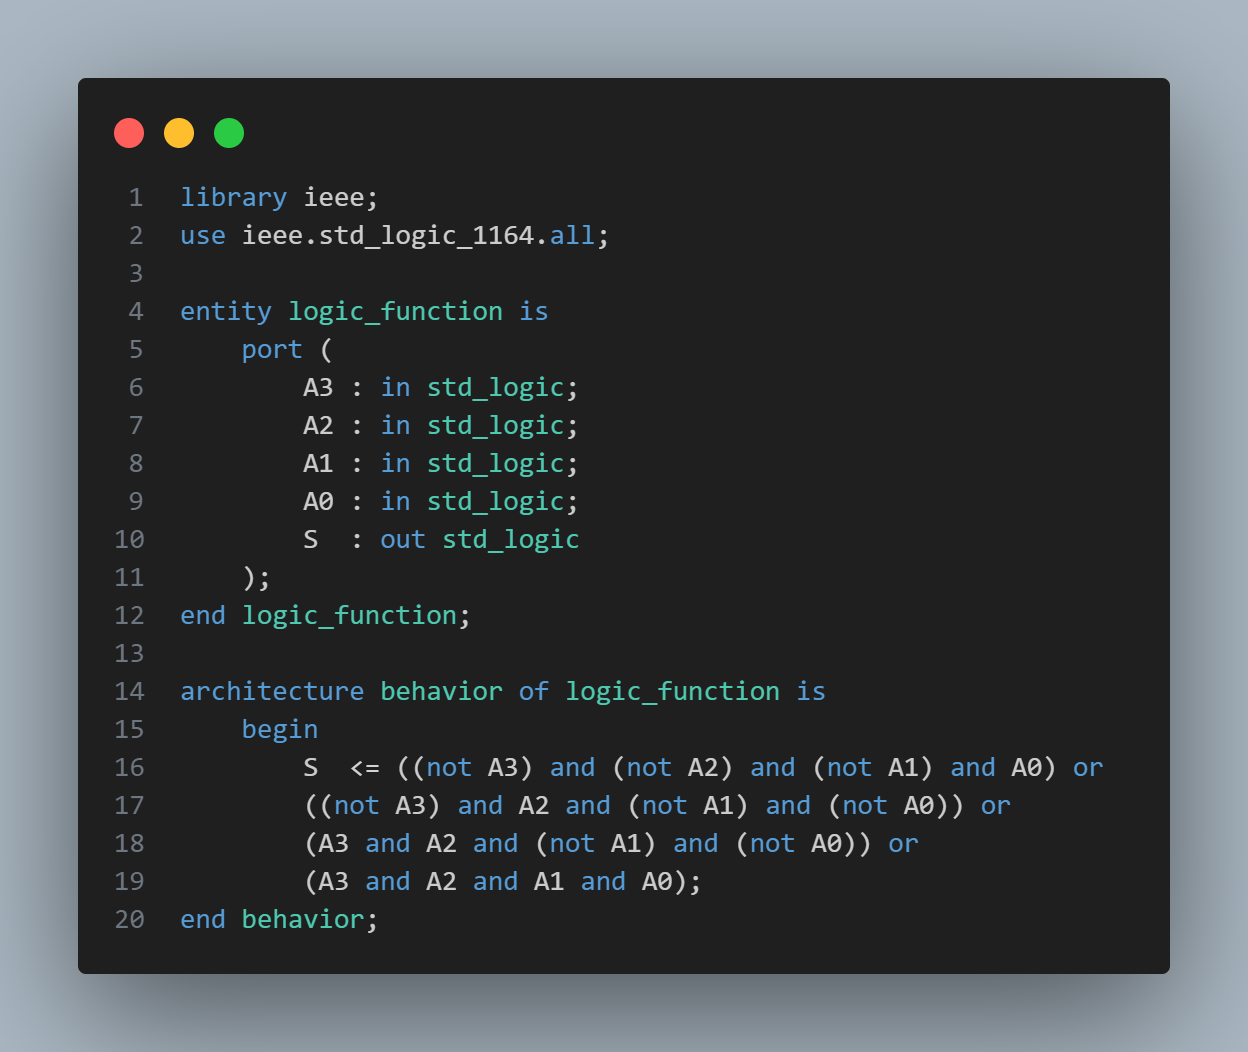 1 library ieee;
2 use ieee.std_logic_1164.all;
3
4 entity logic_function is
5     port (
6         A3 : in std_logic;
7         A2 : in std_logic;
8         A1 : in std_logic;
9         A0 : in std_logic;
10         S  : out std_logic
11     );
12 end logic_function;
13
14 architecture behavior of logic_function is
15     begin
16         S  <= ((not A3) and (not A2) and (not A1) and A0) or
17         ((not A3) and A2 and (not A1) and (not A0)) or
18         (A3 and A2 and (not A1) and (not A0)) or
19         (A3 and A2 and A1 and A0);
20 end behavior;